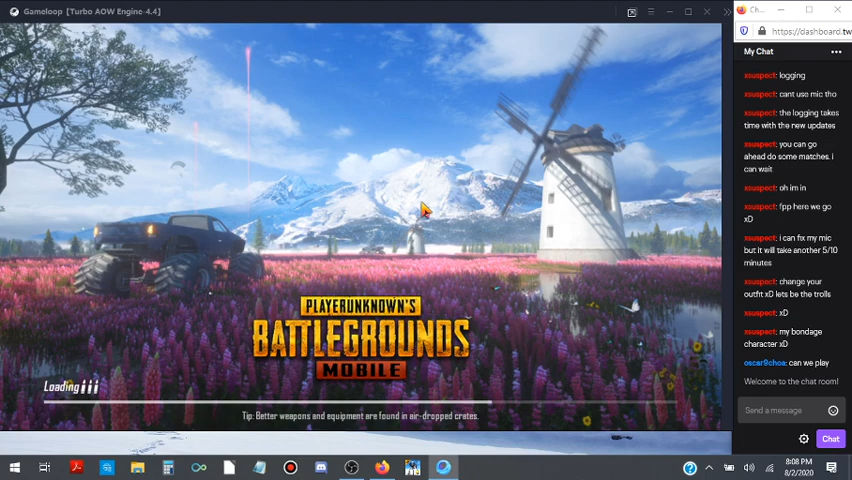 Gameloop [Turbo AOW Engine-4.4]
Ch...
https://dashboard.tw
My Chat
xsuspect: logging
xsuspect: cant use mic tho
xsuspect: the logging takes
time with the new updates
xsuspect: you can go
ahead do some matches. i
can wait
xsuspect: oh im in
xsuspect: fpp here we go
xD
xsuspect: i can fix my mic
but it will take another 5/10
minutes
xsuspect: change your
outfit xD lets be the trolls
xsuspect: xD
xsuspect: my bondage
character xD
oscar9choa: can we play
Welcome to the chat room!
Send a message
Chat
PLAYERUNKNOWN'S
BATTLEGROUNDS
MOBILE
Loading
Tip: Better weapons and equipment are found in air-dropped crates.
8:08 PM
8/2/2020